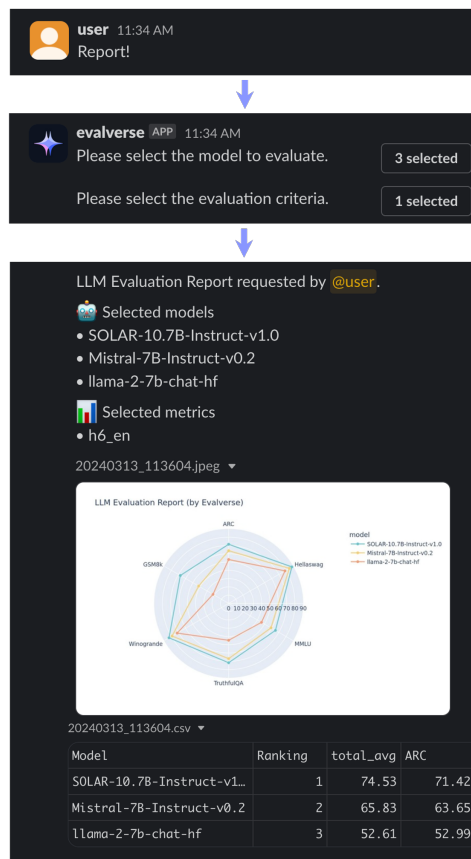 user 11:34 AM
Report!
evalverse APP 11:34 AM
Please select the model to evaluate.
3 selected
Please select the evaluation criteria.
1 selected
LLM Evaluation Report requested by @user.
Selected models
• SOLAR-10.7B-Instruct-v1.0
• Mistral-7B-Instruct-v0.2
• llama-2-7b-chat-hf
Selected metrics
• h6_en
20240313_113604.jpeg
LLM Evaluation Report (by Evalverse)
ARC
model
SOLAR-10.7B-Instruct-v1.0
Mistral-7B-Instruct-v0.2
llama-2-7b-chat-hf
GSM8k
Hellaswag
0 10 20 30 40 50 60 70 80 90
Winogrande
MMLU
TruthfulQA
20240313_113604.csv
Model Ranking total_avg ARC
SOLAR-10.7B-Instruct-v1… 1 74.53 71.42
Mistral-7B-Instruct-v0.2 2 65.83 63.65
llama-2-7b-chat-hf 3 52.61 52.99